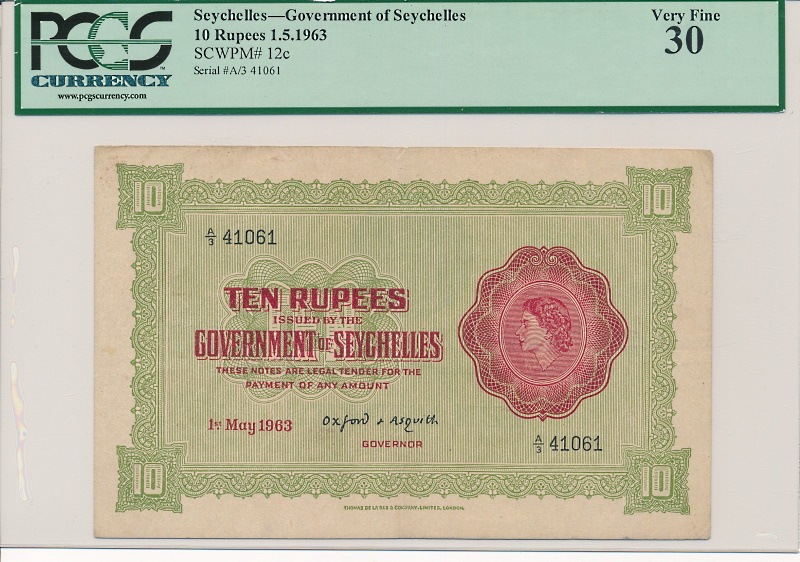 PCGS
CURRENCY
www.pcgscurrency.com
Seychelles—Government of Seychelles
10 Rupees 1.5.1963
SCWPM# 12c
Serial #A/3 41061
Very Fine
30
10
10
A/3 41061
TEN RUPEES
ISSUED BY THE
GOVERNMENT OF SEYCHELLES
THESE NOTES ARE LEGAL TENDER FOR THE
PAYMENT OF ANY AMOUNT
1st May 1963
Oxford & Asquith
GOVERNOR
A/3 41061
10
10
THOMAS DE LA RUE & COMPANY, LIMITED, LONDON.